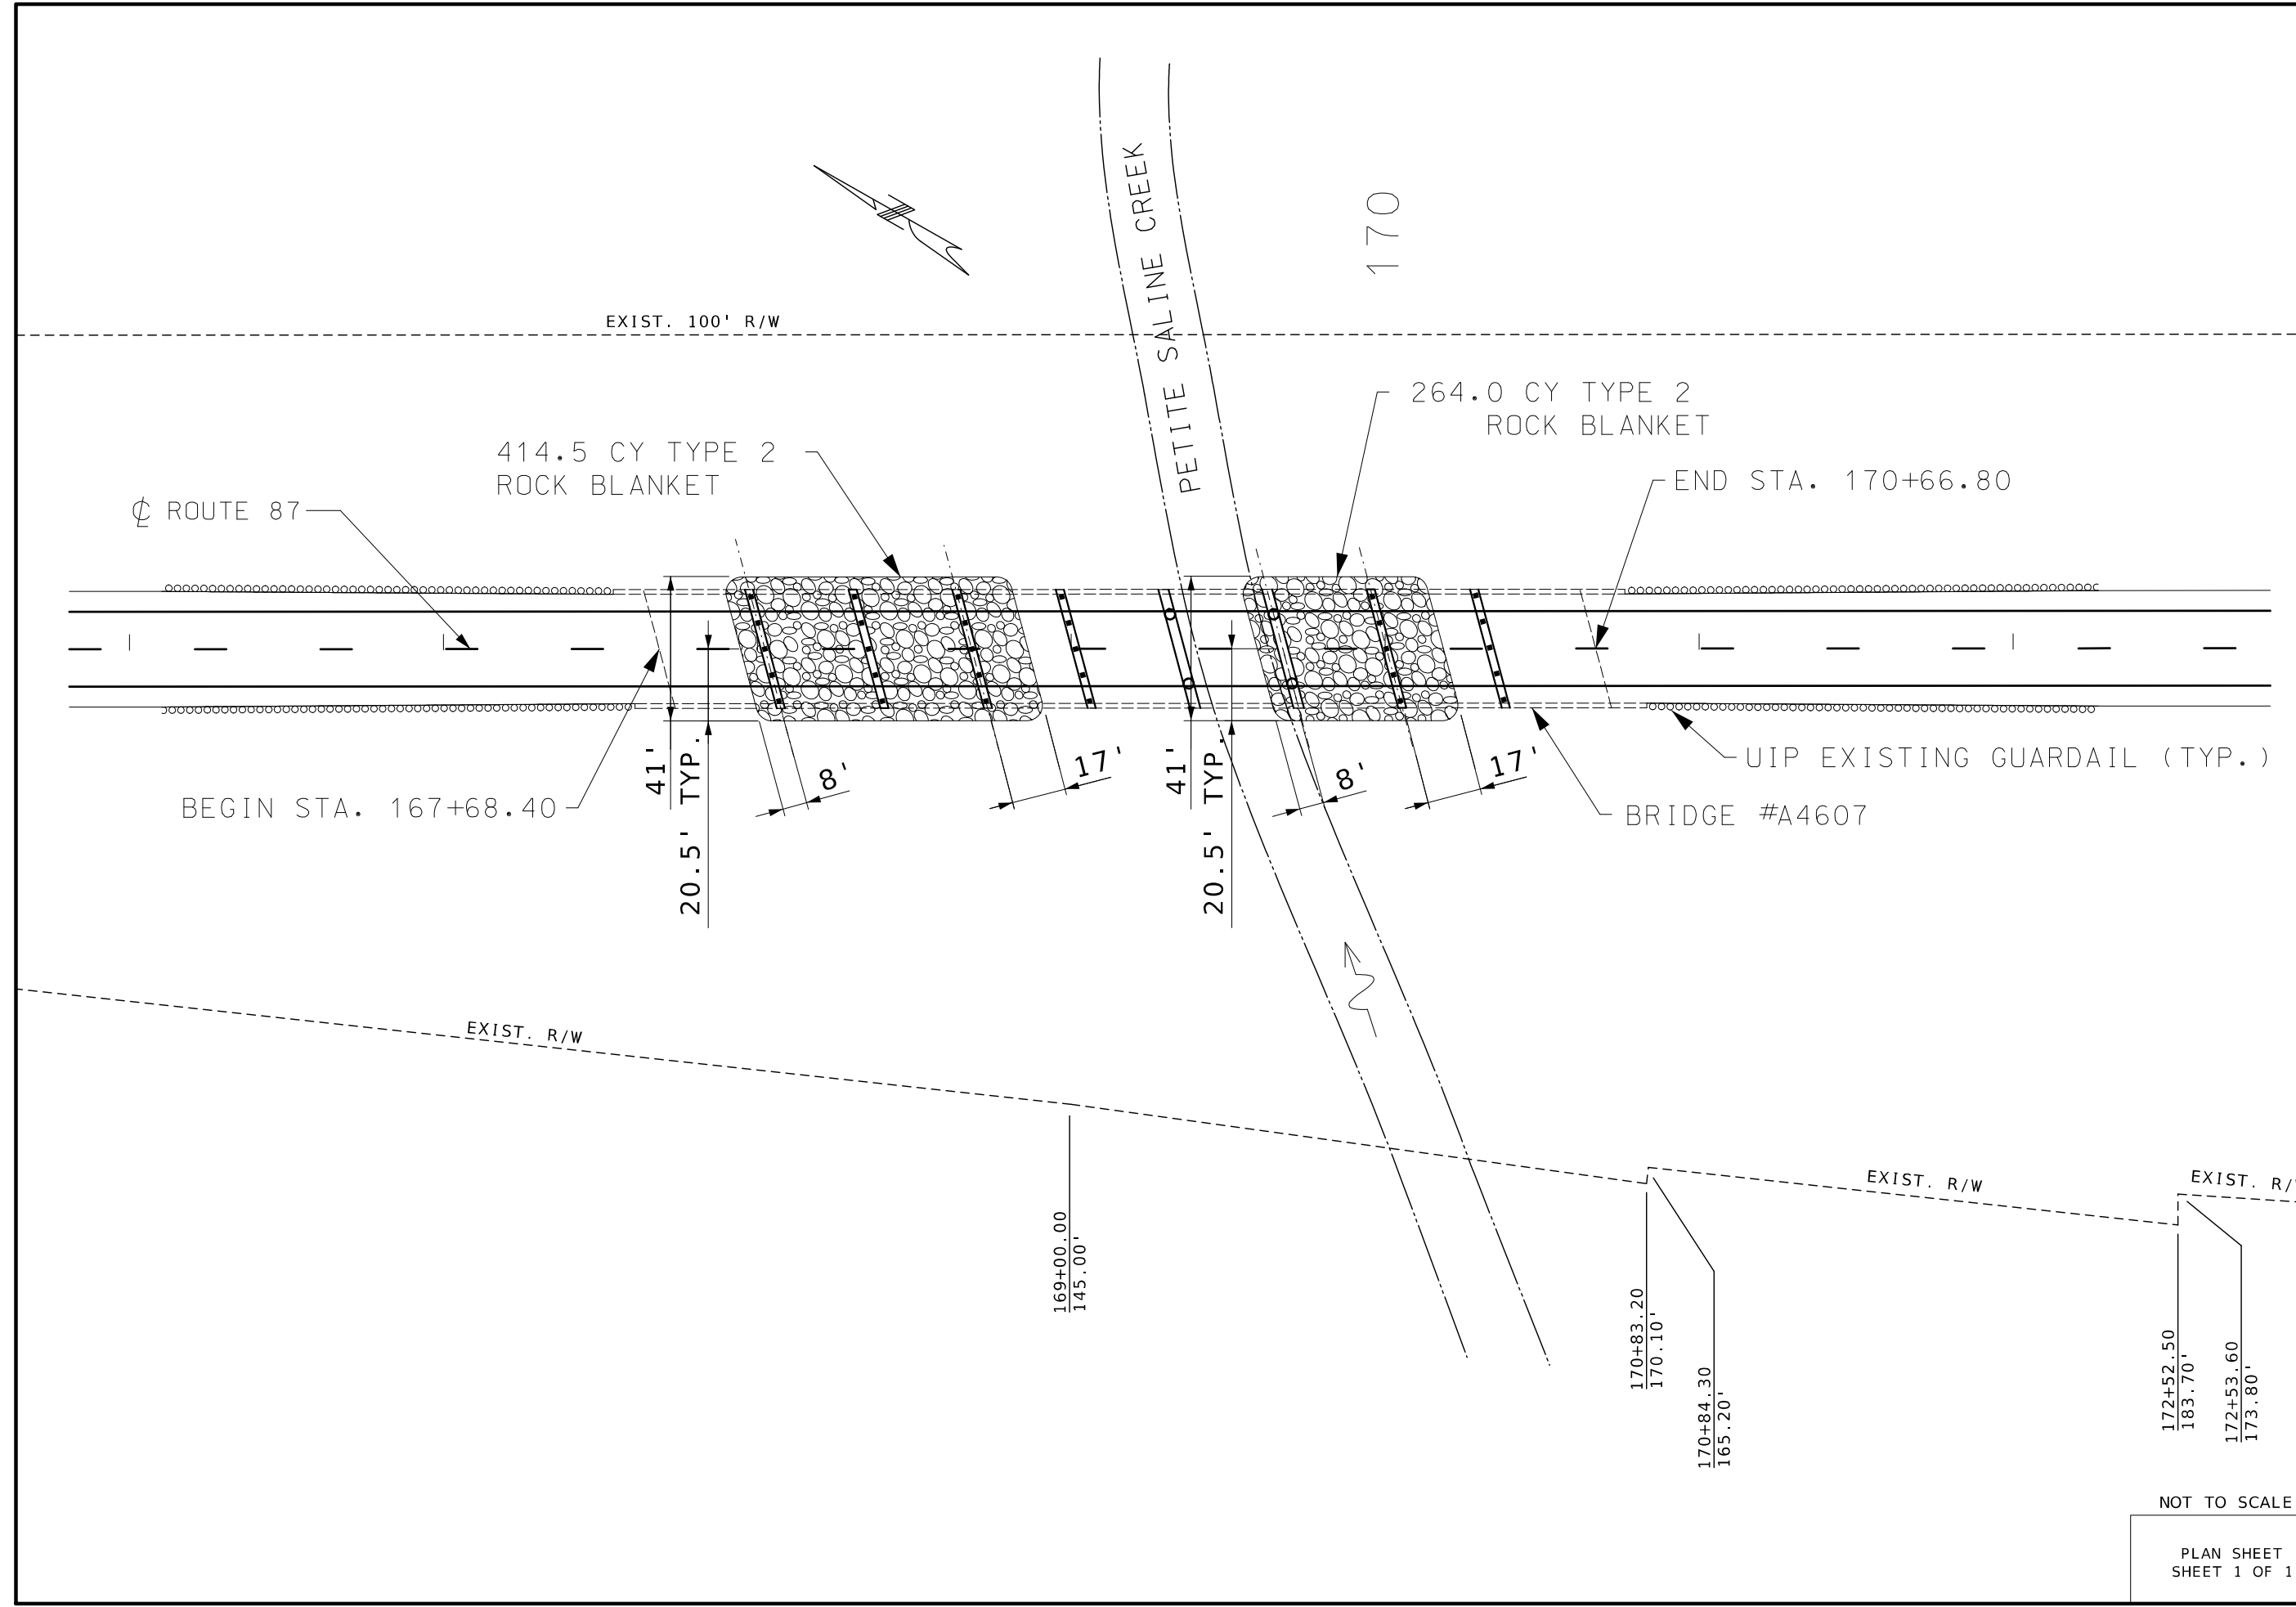 PETITE SALINE CREEK
170
EXIST. 100' R/W
264.0 CY TYPE 2
ROCK BLANKET
414.5 CY TYPE 2
ROCK BLANKET
END STA. 170+66.80
℄ ROUTE 87
41'
20.5' TYP.
8'
17'
41'
20.5' TYP.
8'
17'
UIP EXISTING GUARDAIL (TYP.)
BEGIN STA. 167+68.40
BRIDGE #A4607
EXIST. R/W
EXIST. R/W
EXIST. R/
169+00.00
145.00'
170+83.20
170.10'
170+84.30
165.20'
172+52.50
183.70'
172+53.60
173.80'
NOT TO SCALE
PLAN SHEET
SHEET 1 OF 1